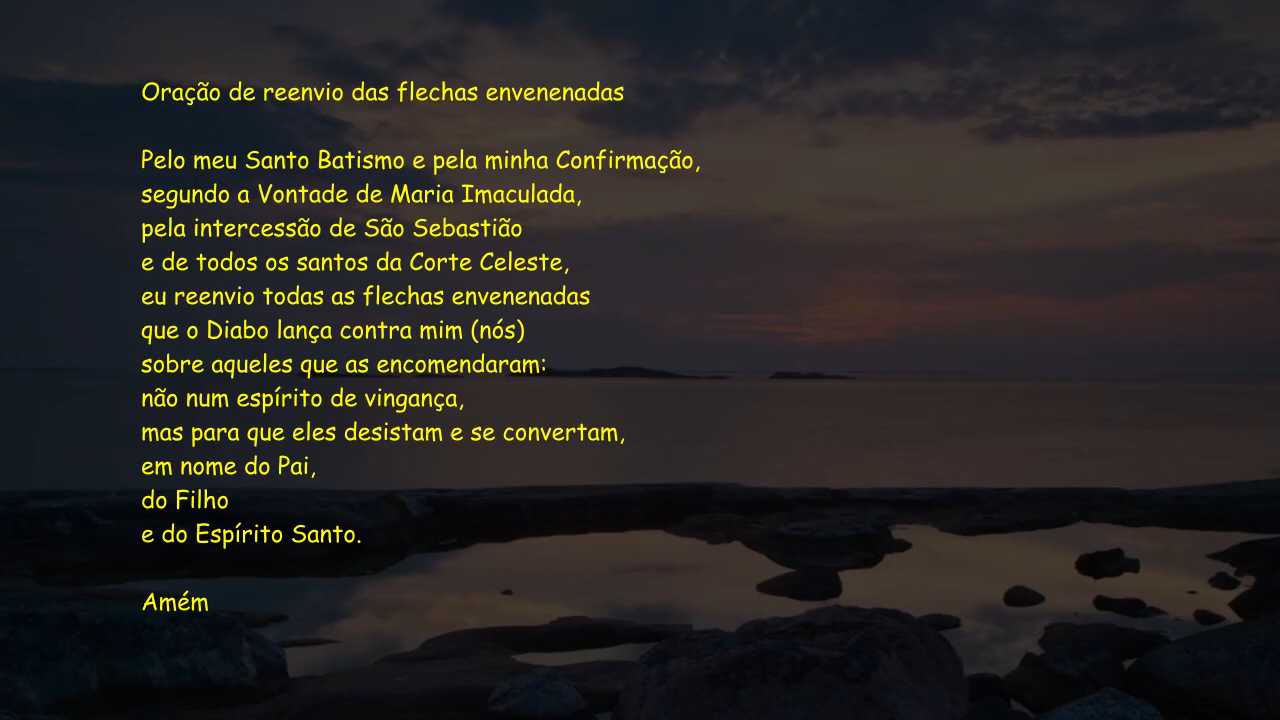 Oração de reenvio das flechas envenenadas
Pelo meu Santo Batismo e pela minha Confirmação,
segundo a Vontade de Maria Imaculada,
pela intercessão de São Sebastião
e de todos os santos da Corte Celeste,
eu reenvio todas as flechas envenenadas
que o Diabo lança contra mim (nós)
sobre aqueles que as encomendaram:
não num espírito de vingança,
mas para que eles desistam e se convertam,
em nome do Pai,
do Filho
e do Espírito Santo.
Amém